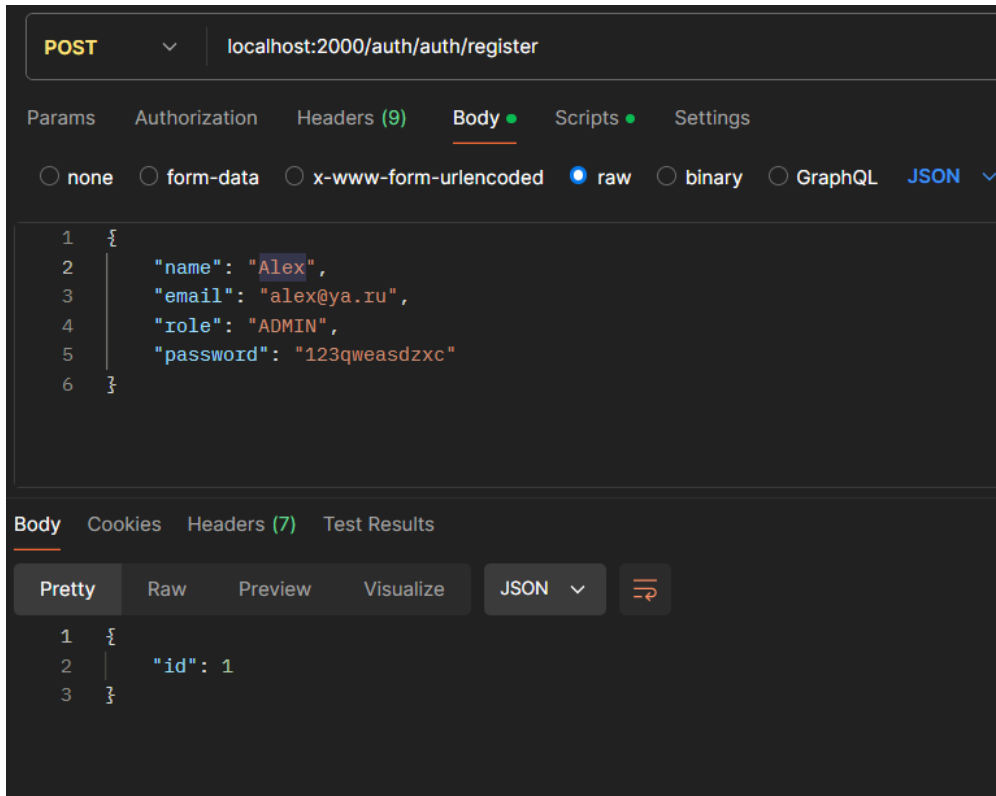 POST localhost:2000/auth/auth/register
Params Authorization Headers (9) Body Scripts Settings
none form-data x-www-form-urlencoded raw binary GraphQL JSON
1 {
2 "name": "Alex",
3 "email": "alex@ya.ru",
4 "role": "ADMIN",
5 "password": "123qweasdzxc"
6 }
Body Cookies Headers (7) Test Results
Pretty Raw Preview Visualize JSON
1 {
2 "id": 1
3 }